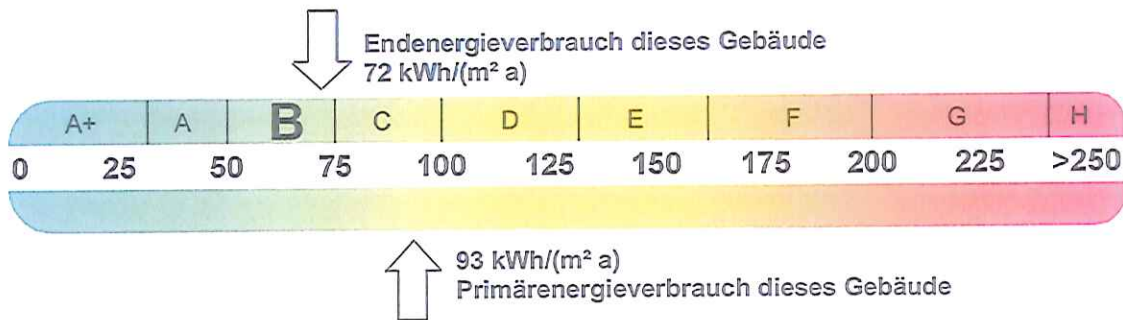 Endenergieverbrauch dieses Gebäude
72 kWh/(m² a)
A+ A B C D E F G H
0 25 50 75 100 125 150 175 200 225 >250
93 kWh/(m² a)
Primärenergieverbrauch dieses Gebäude